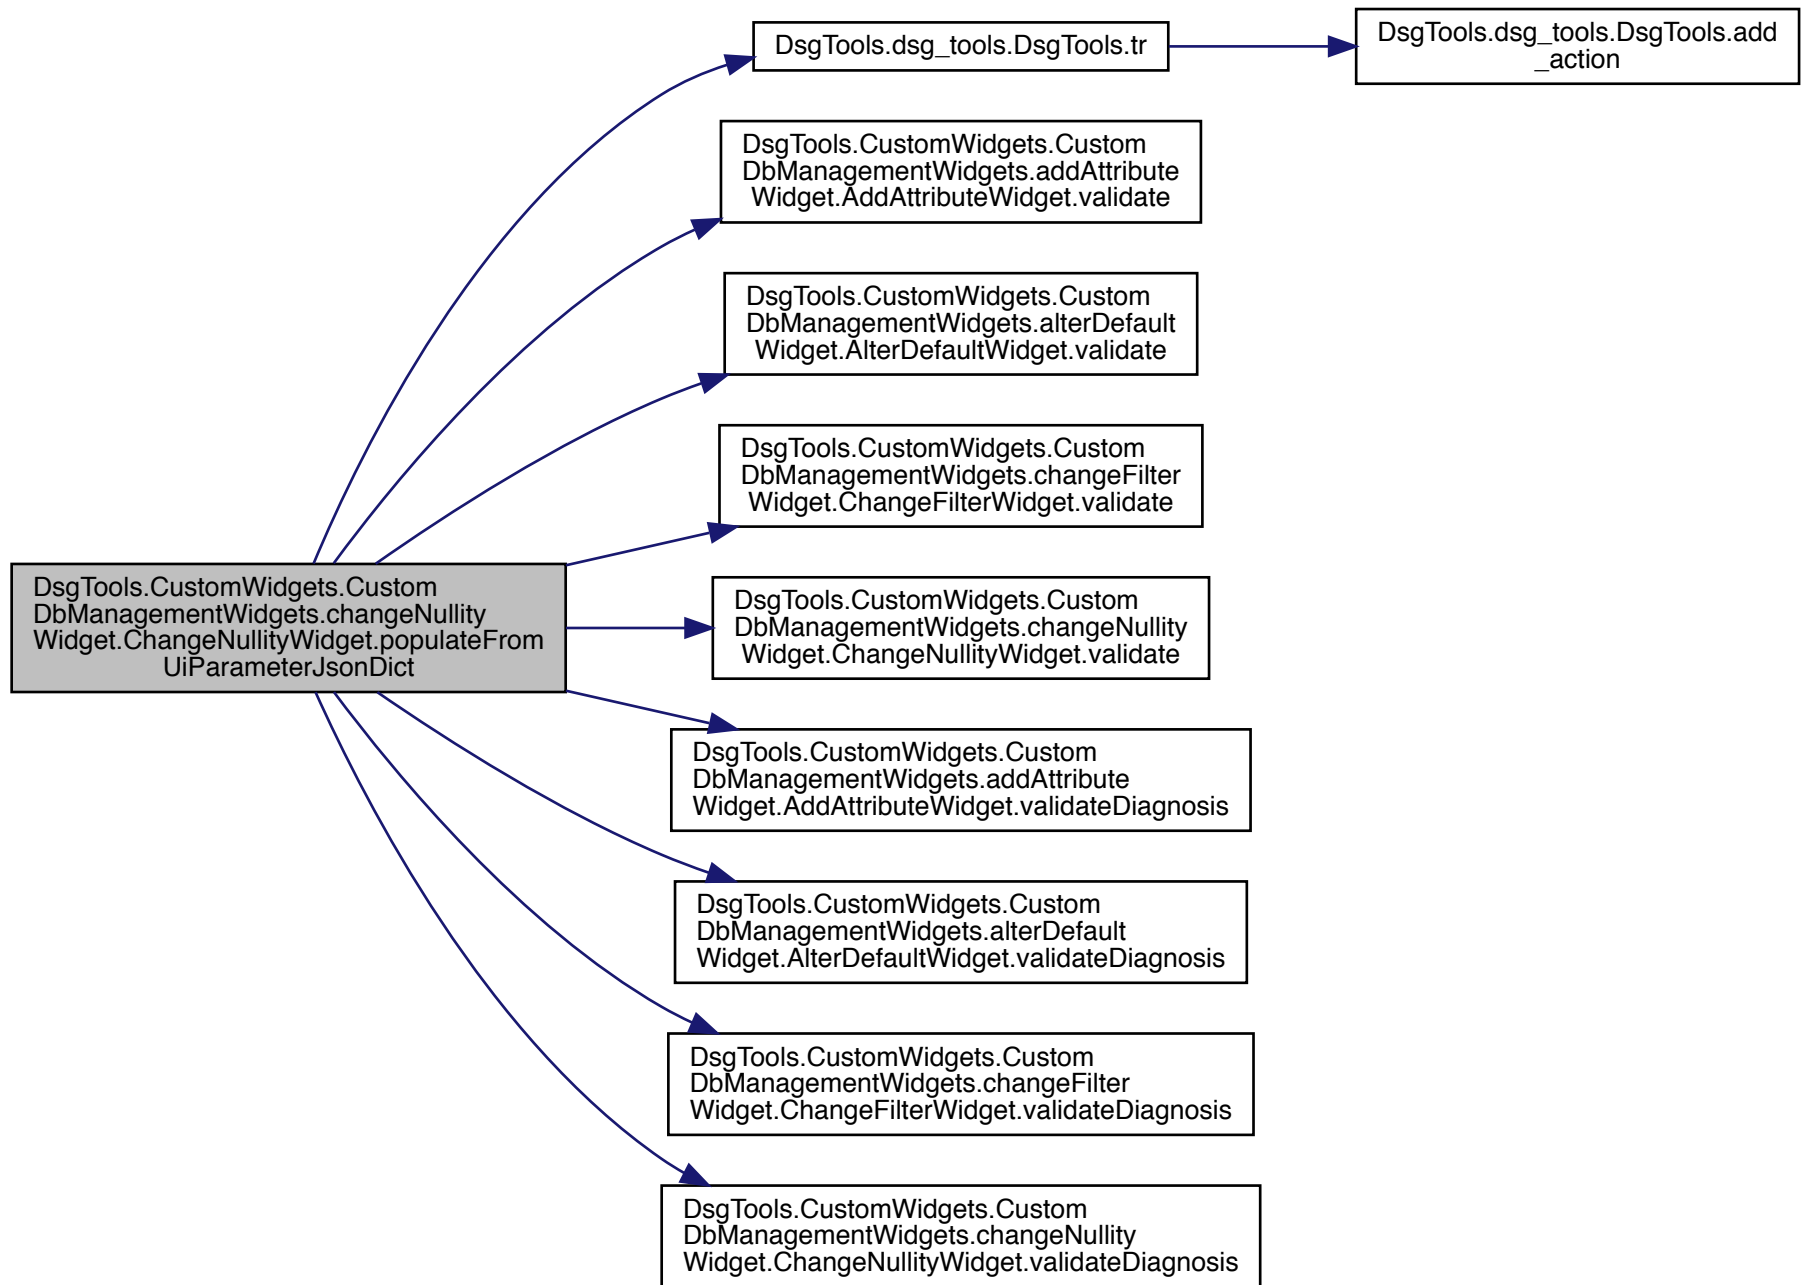 DsgTools.dsg_tools.DsgTools.tr
DsgTools.dsg_tools.DsgTools.add
_action
DsgTools.CustomWidgets.Custom
DbManagementWidgets.addAttribute
Widget.AddAttributeWidget.validate
DsgTools.CustomWidgets.Custom
DbManagementWidgets.alterDefault
Widget.AlterDefaultWidget.validate
DsgTools.CustomWidgets.Custom
DbManagementWidgets.changeFilter
Widget.ChangeFilterWidget.validate
DsgTools.CustomWidgets.Custom
DbManagementWidgets.changeNullity
Widget.ChangeNullityWidget.populateFrom
UiParameterJsonDict
DsgTools.CustomWidgets.Custom
DbManagementWidgets.changeNullity
Widget.ChangeNullityWidget.validate
DsgTools.CustomWidgets.Custom
DbManagementWidgets.addAttribute
Widget.AddAttributeWidget.validateDiagnosis
DsgTools.CustomWidgets.Custom
DbManagementWidgets.alterDefault
Widget.AlterDefaultWidget.validateDiagnosis
DsgTools.CustomWidgets.Custom
DbManagementWidgets.changeFilter
Widget.ChangeFilterWidget.validateDiagnosis
DsgTools.CustomWidgets.Custom
DbManagementWidgets.changeNullity
Widget.ChangeNullityWidget.validateDiagnosis